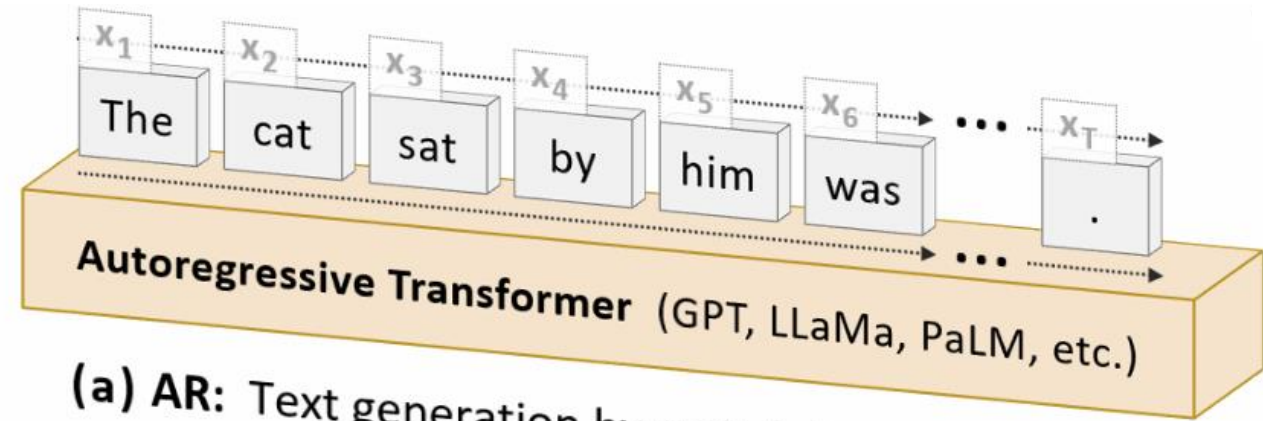 x1 x2 x3 x4 x5 x6 ... xT
The cat sat by him was .
...
Autoregressive Transformer (GPT, LLaMa, PaLM, etc.)
(a) AR: Text generation